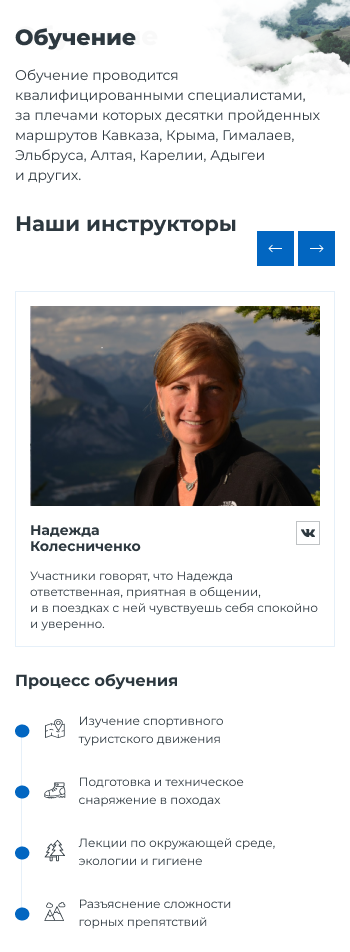 Обучение
Обучение проводится
квалифицированными специалистами,
за плечами которых десятки пройденных
маршрутов Кавказа, Крыма, Гималаев,
Эльбруса, Алтая, Карелии, Адыгеи
и других.
Наши инструкторы
Надежда
Колесниченко
Участники говорят, что Надежда
ответственная, приятная в общении,
и в поездках с ней чувствуешь себя спокойно
и уверенно.
Процесс обучения
Изучение спортивного
туристского движения
Подготовка и техническое
снаряжение в походах
Лекции по окружающей среде,
экологии и гигиене
Разъяснение сложности
горных препятствий